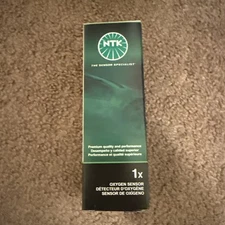 NTK
THE SENSOR SPECIALIST
Premium quality and performance
Desempeño y calidad superior
Performance et qualité supérieure
1x
OXYGEN SENSOR
DÉTECTEUR D'OXYGÈNE
SENSOR DE OXÍGENO